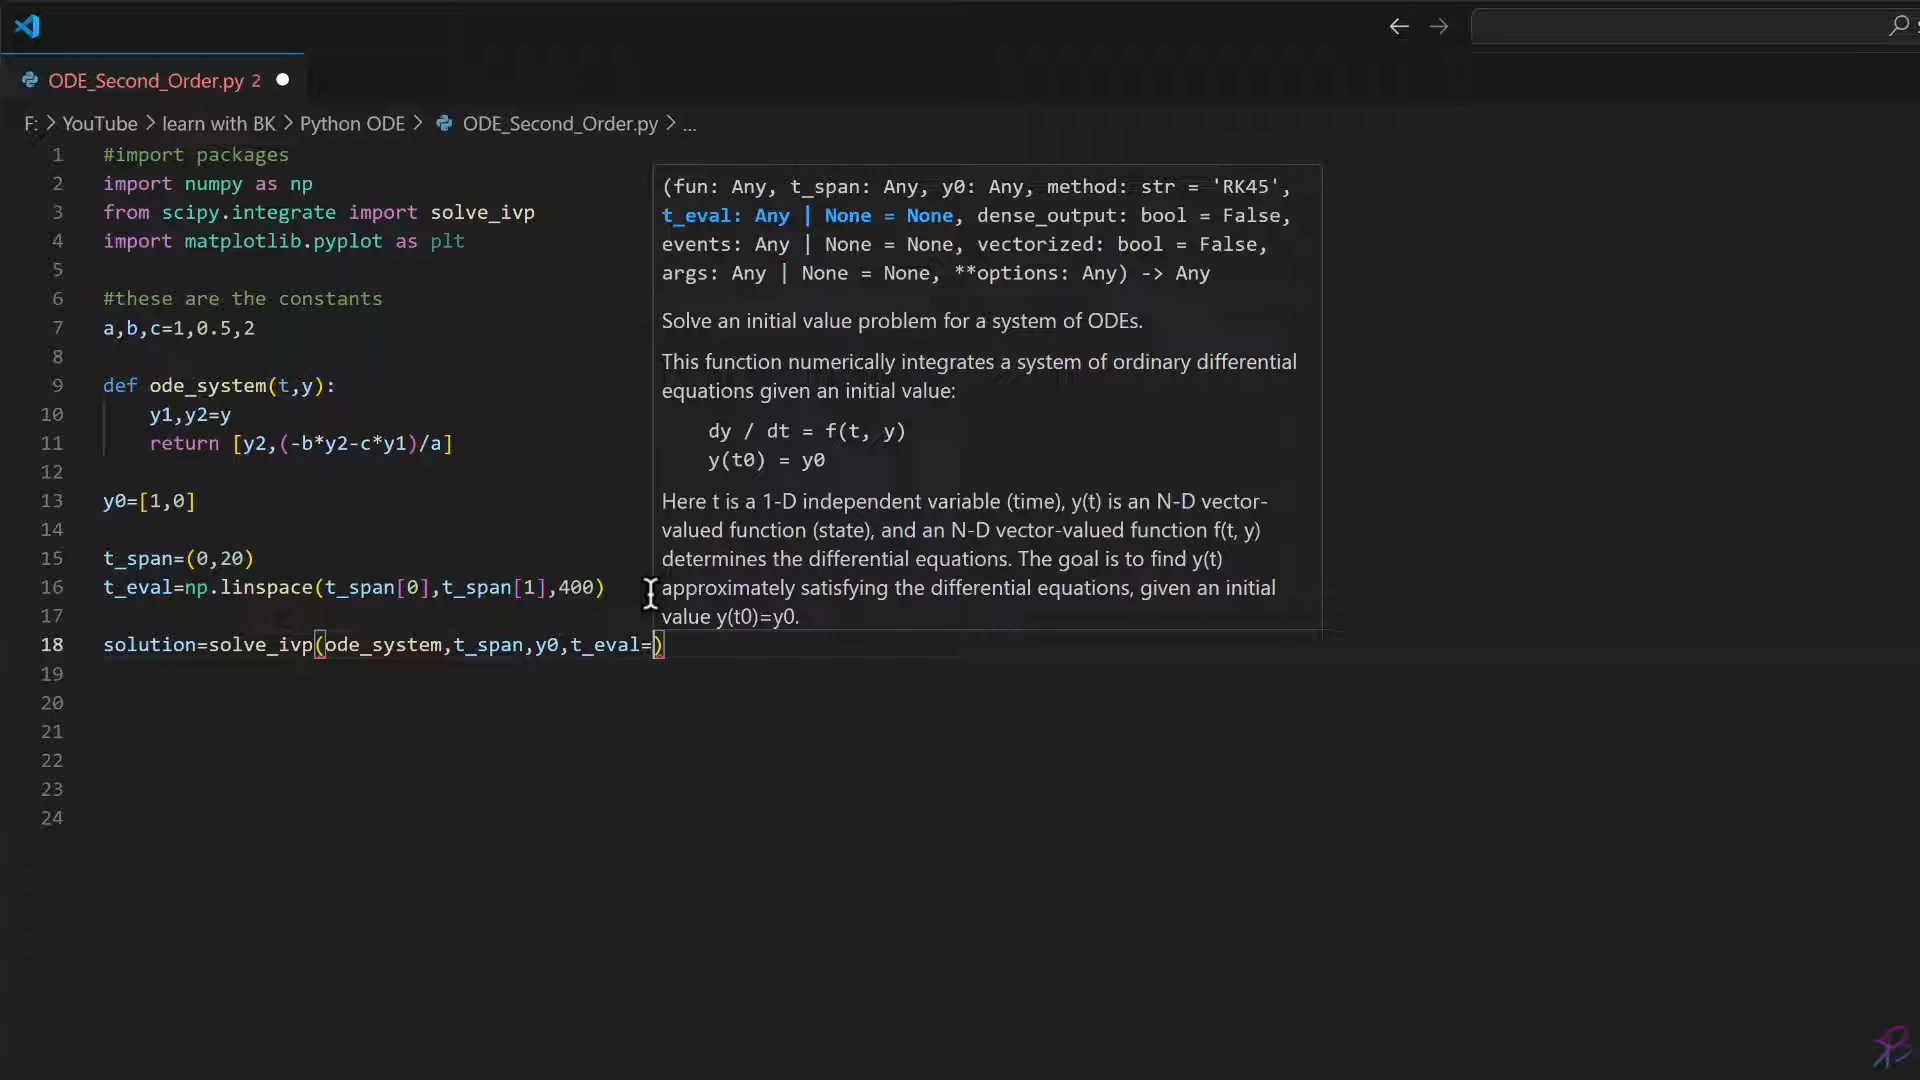 ODE_Second_Order.py 2
F: > YouTube > learn with BK > Python ODE > ODE_Second_Order.py > ...
1 #import packages
2 import numpy as np
3 from scipy.integrate import solve_ivp
4 import matplotlib.pyplot as plt
5
6 #these are the constants
7 a,b,c=1,0.5,2
8
9 def ode_system(t,y):
10 y1,y2=y
11 return [y2,(-b*y2-c*y1)/a]
12
13 y0=[1,0]
14
15 t_span=(0,20)
16 t_eval=np.linspace(t_span[0],t_span[1],400)
17
18 solution=solve_ivp(ode_system,t_span,y0,t_eval=)
19
20
21
22
23
24
(fun: Any, t_span: Any, y0: Any, method: str = 'RK45',
t_eval: Any | None = None, dense_output: bool = False,
events: Any | None = None, vectorized: bool = False,
args: Any | None = None, **options: Any) -> Any
Solve an initial value problem for a system of ODEs.
This function numerically integrates a system of ordinary differential
equations given an initial value:
dy / dt = f(t, y)
y(t0) = y0
Here t is a 1-D independent variable (time), y(t) is an N-D vector-
valued function (state), and an N-D vector-valued function f(t, y)
determines the differential equations. The goal is to find y(t)
approximately satisfying the differential equations, given an initial
value y(t0)=y0.